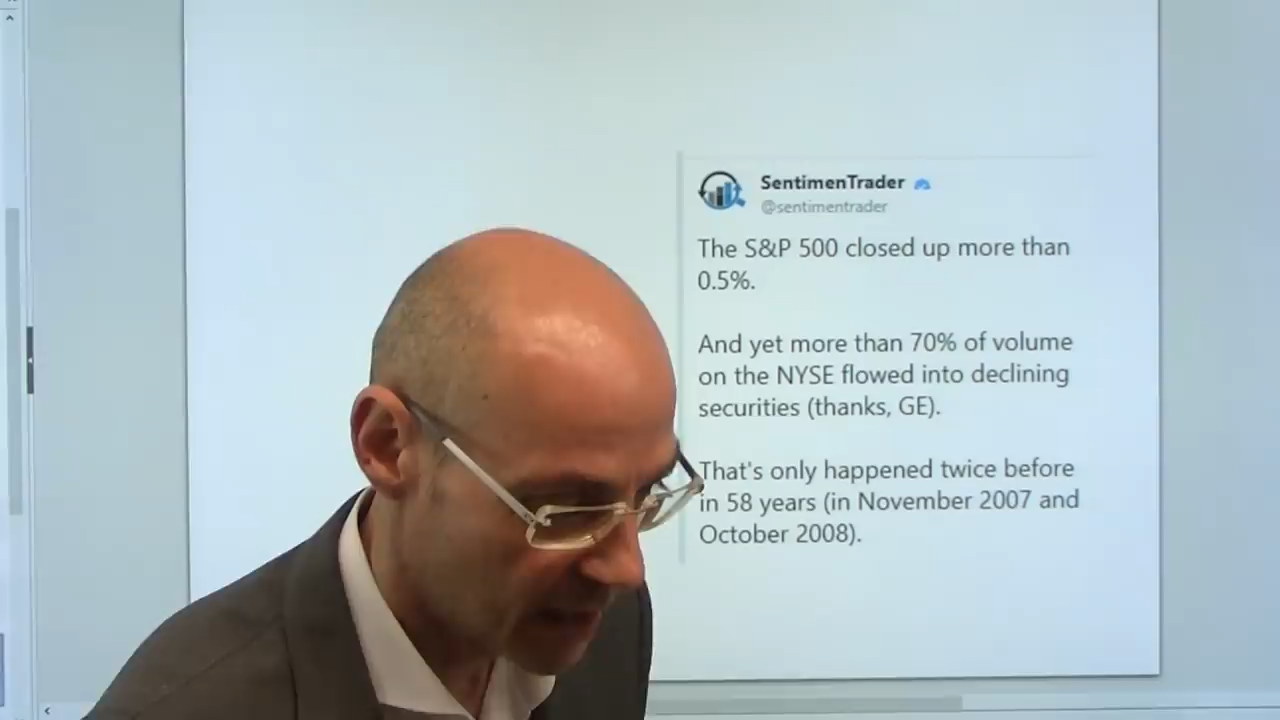 SentimenTrader
@sentimentrader
The S&P 500 closed up more than
0.5%.
And yet more than 70% of volume
on the NYSE flowed into declining
securities (thanks, GE).
That's only happened twice before
in 58 years (in November 2007 and
October 2008).